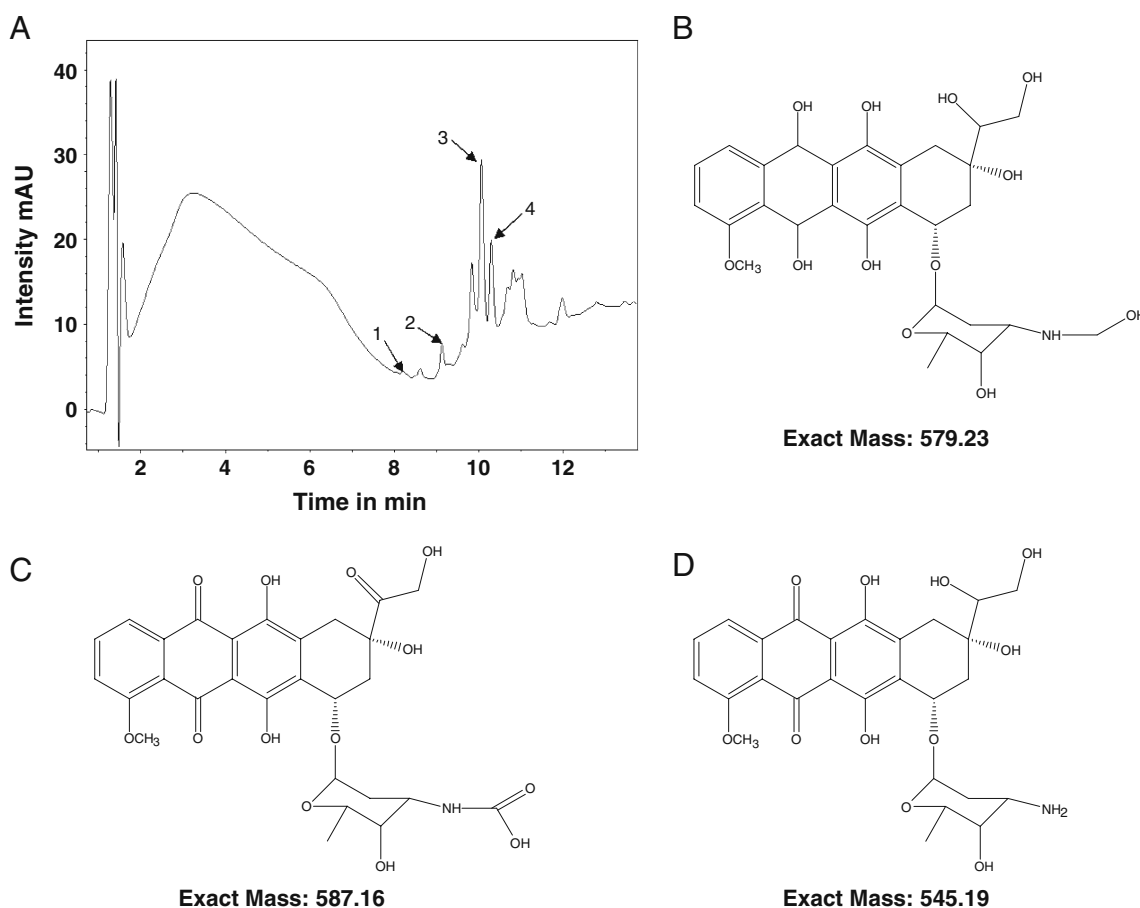 A
Intensity mAU
40
30
20
10
0
1
2
3
4
2 4 6 8 10 12
Time in min
B
OH
HO
OH OH
OH
OCH3 OH OH
O
O
NH
OH
OH
Exact Mass: 579.23
C
OH
O
O OH
OH
OCH3 O OH
O
O
NH
O
OH
OH
Exact Mass: 587.16
D
OH
HO
O OH
OH
OCH3 O OH
O
O
NH2
OH
Exact Mass: 545.19